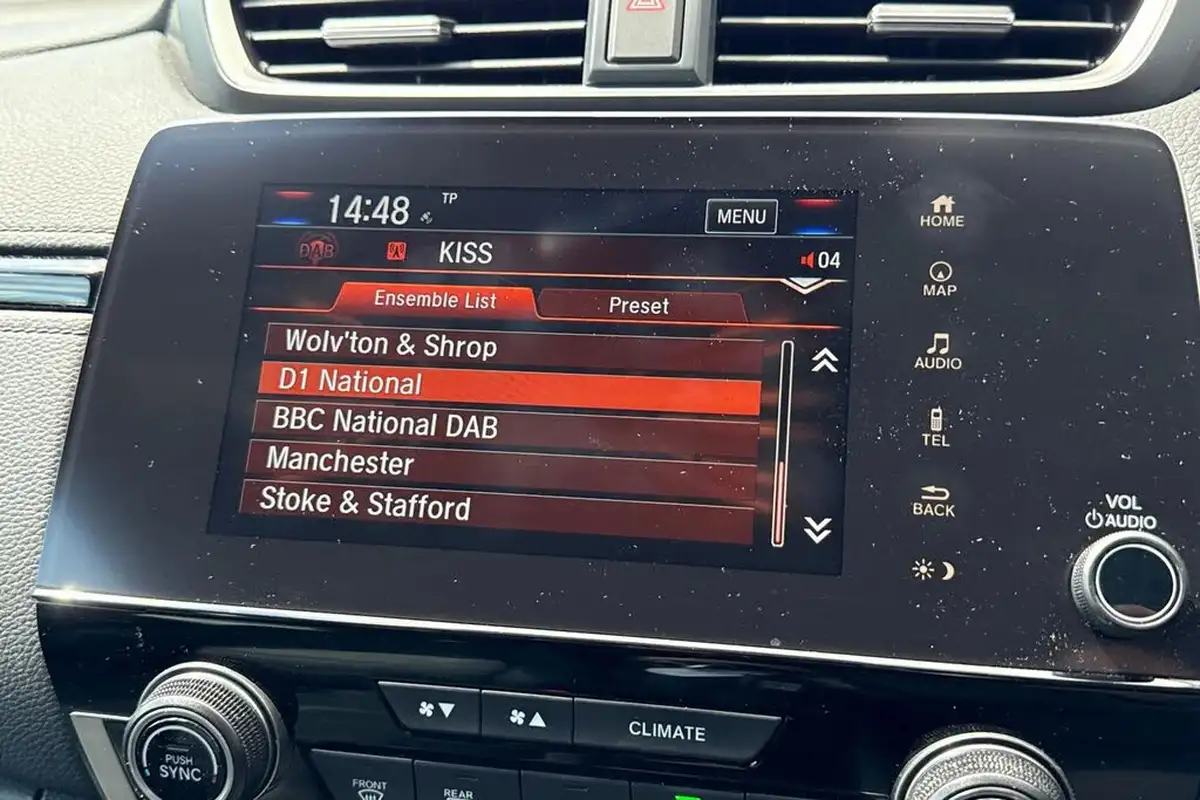 14:48 TP MENU
DAB KISS 04
Ensemble List Preset
Wolv'ton & Shrop
D1 National
BBC National DAB
Manchester
Stoke & Stafford
HOME
MAP
AUDIO
TEL
BACK
VOL
AUDIO
CLIMATE
PUSH
SYNC
FRONT
REAR